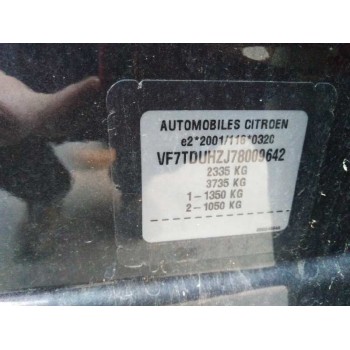 AUTOMOBILES CITROEN
e2*2001/116*0320
VF7TDUHZJ78009642
2335 KG
3735 KG
1-1350 KG
2-1050 KG